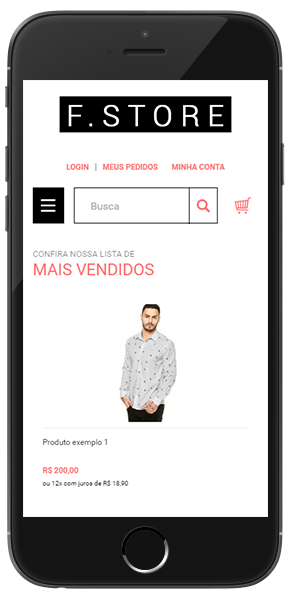 F.STORE
LOGIN | MEUS PEDIDOS MINHA CONTA
Busca
CONFIRA NOSSA LISTA DE
MAIS VENDIDOS
Produto exemplo 1
R$ 200,00
ou 12x com juros de R$ 18,90